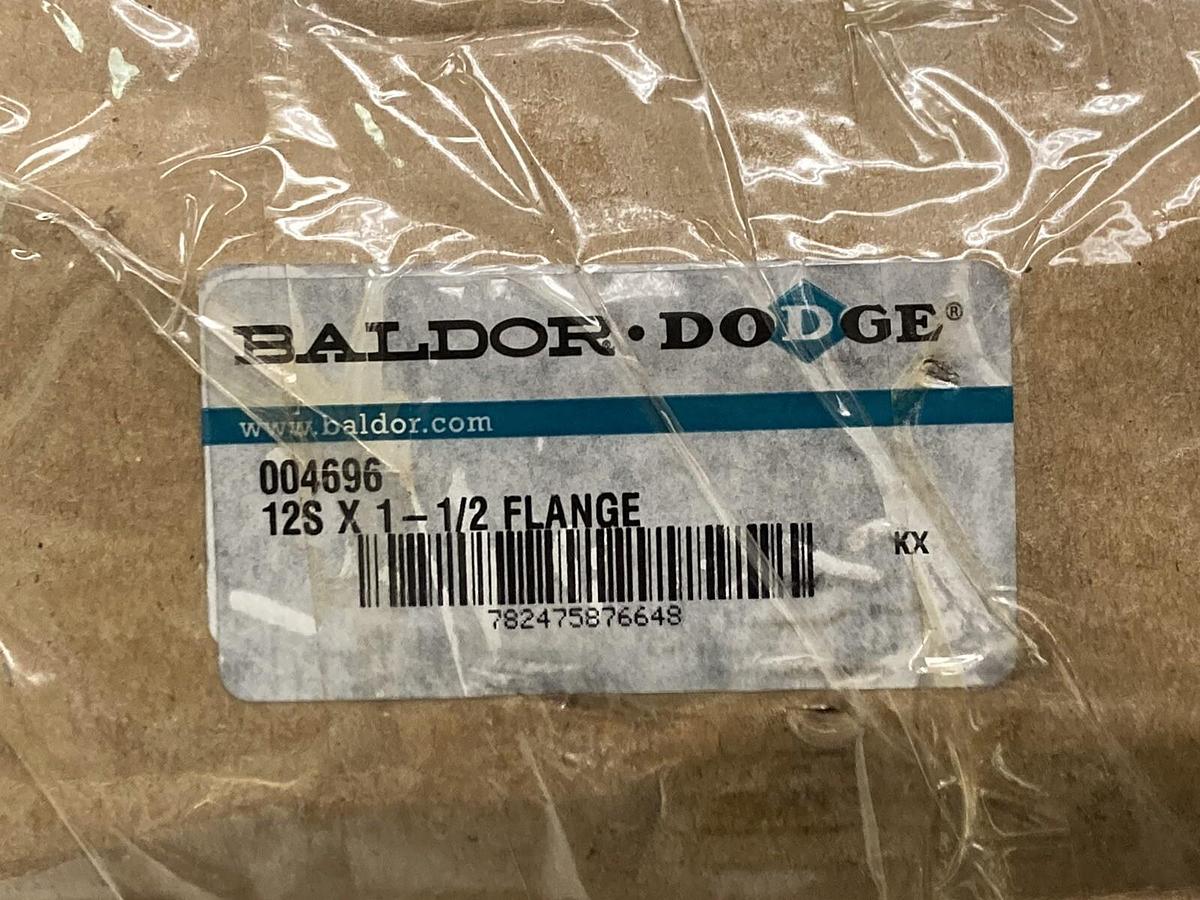 BALDOR® • DODGE®
www.baldor.com
004696
12S X 1-1/2 FLANGE
KX
782475876648